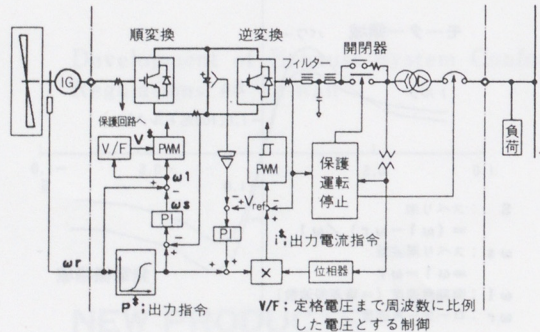 順変換
逆変換
開閉器
フィルター
IG
保護回路へ
V*
V/F
PWM
PWM
ω1
ωs
PI
PI
Vref
保護
運転
停止
負
荷
i*;出力電流指令
ωr
×
位相器
P*;出力指令
V/F：定格電圧まで周波数に比例
した電圧とする制御